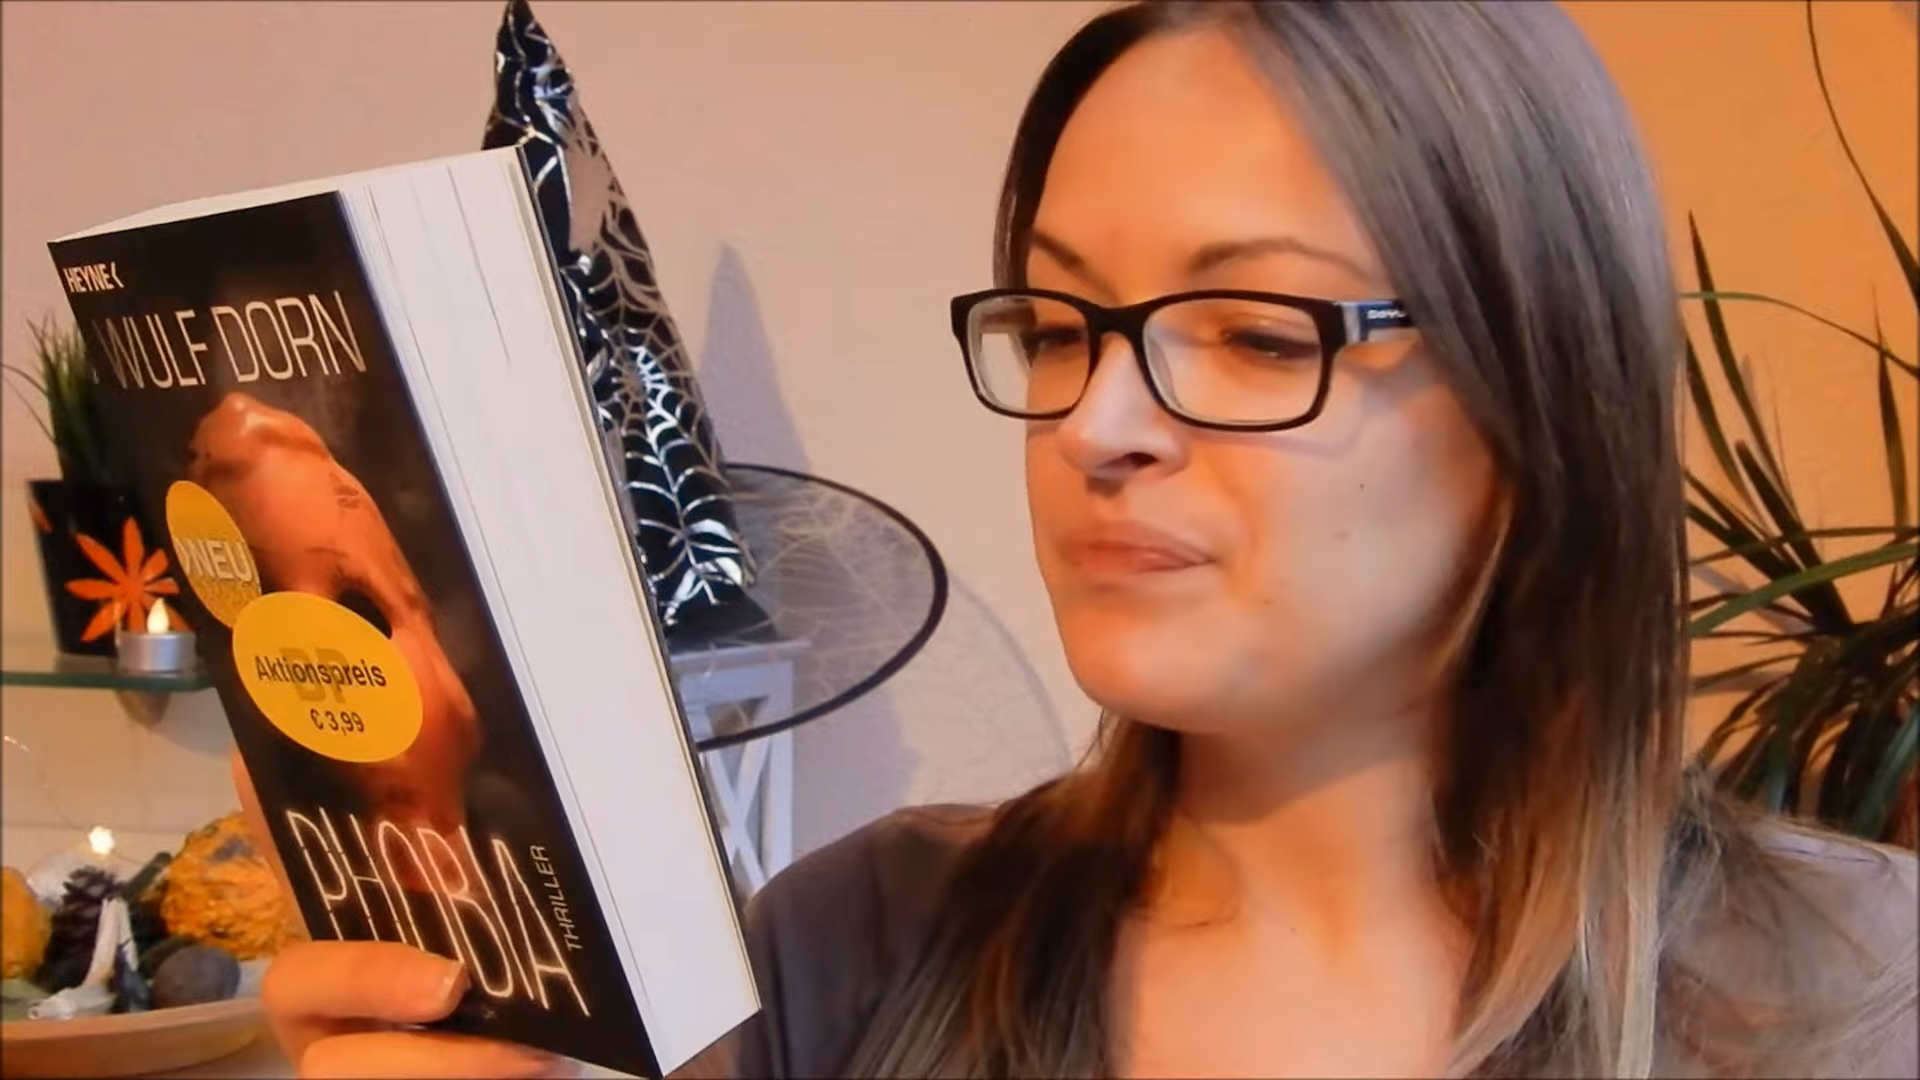 HEYNE<
WULF DORN
NEU
Aktionspreis
€ 3,99
PHOBIA
THRILLER